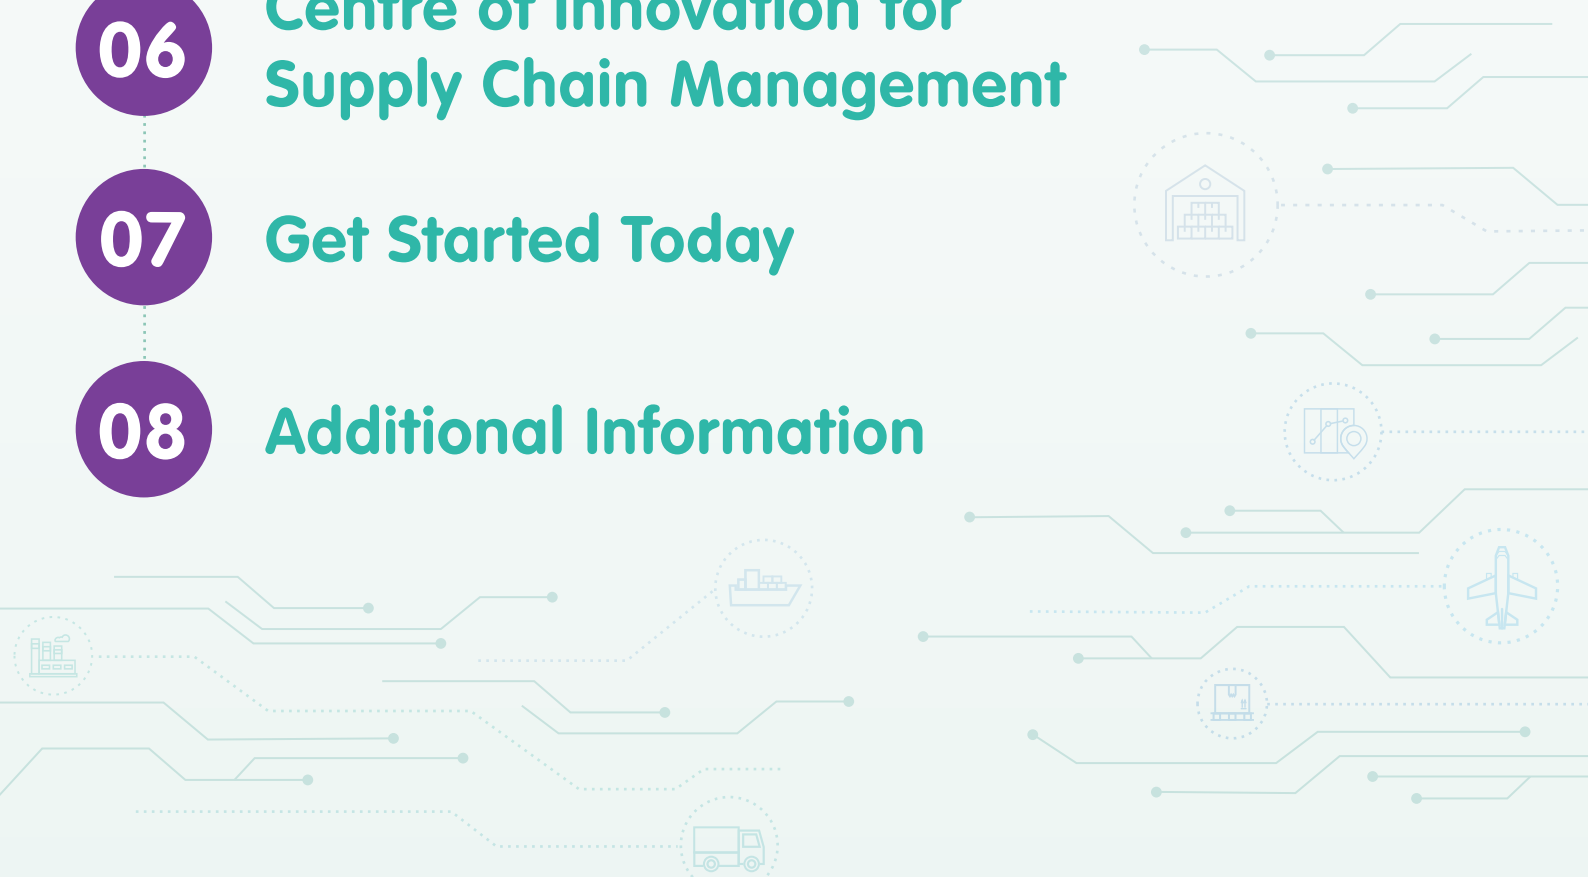 06
Centre of Innovation for
Supply Chain Management
07
Get Started Today
08
Additional Information